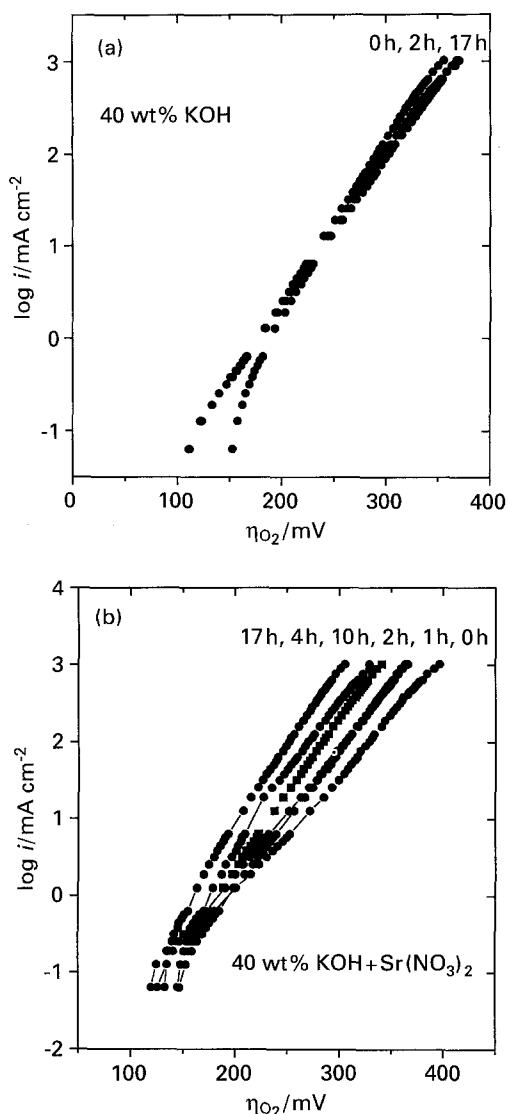 (a)
0h, 2h, 17h
40 wt% KOH
3
2
1
0
-1
log i/mA cm⁻²
0
100
200
300
400
ηO₂/mV
(b)
17h, 4h, 10h, 2h, 1h, 0h
4
3
2
1
0
-1
-2
log i/mA cm⁻²
40 wt% KOH+Sr(NO₃)₂
100
200
300
400
ηO₂/mV